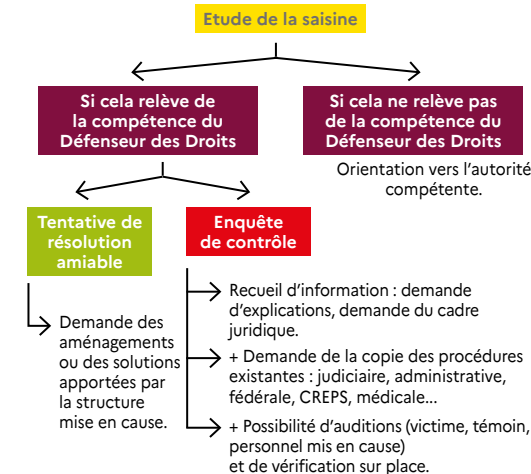 Etude de la saisine
Si cela relève de
la compétence du
Défenseur des Droits
Si cela ne relève pas
de la compétence du
Défenseur des Droits
Orientation vers l’autorité
compétente.
Tentative de
résolution
amiable
Enquête
de contrôle
Demande des
aménagements
ou des solutions
apportées par
la structure
mise en cause.
Recueil d’information : demande
d’explications, demande du cadre
juridique.
+ Demande de la copie des procédures
existantes : judiciaire, administrative,
fédérale, CREPS, médicale...
+ Possibilité d’auditions (victime, témoin,
personnel mis en cause)
et de vérification sur place.